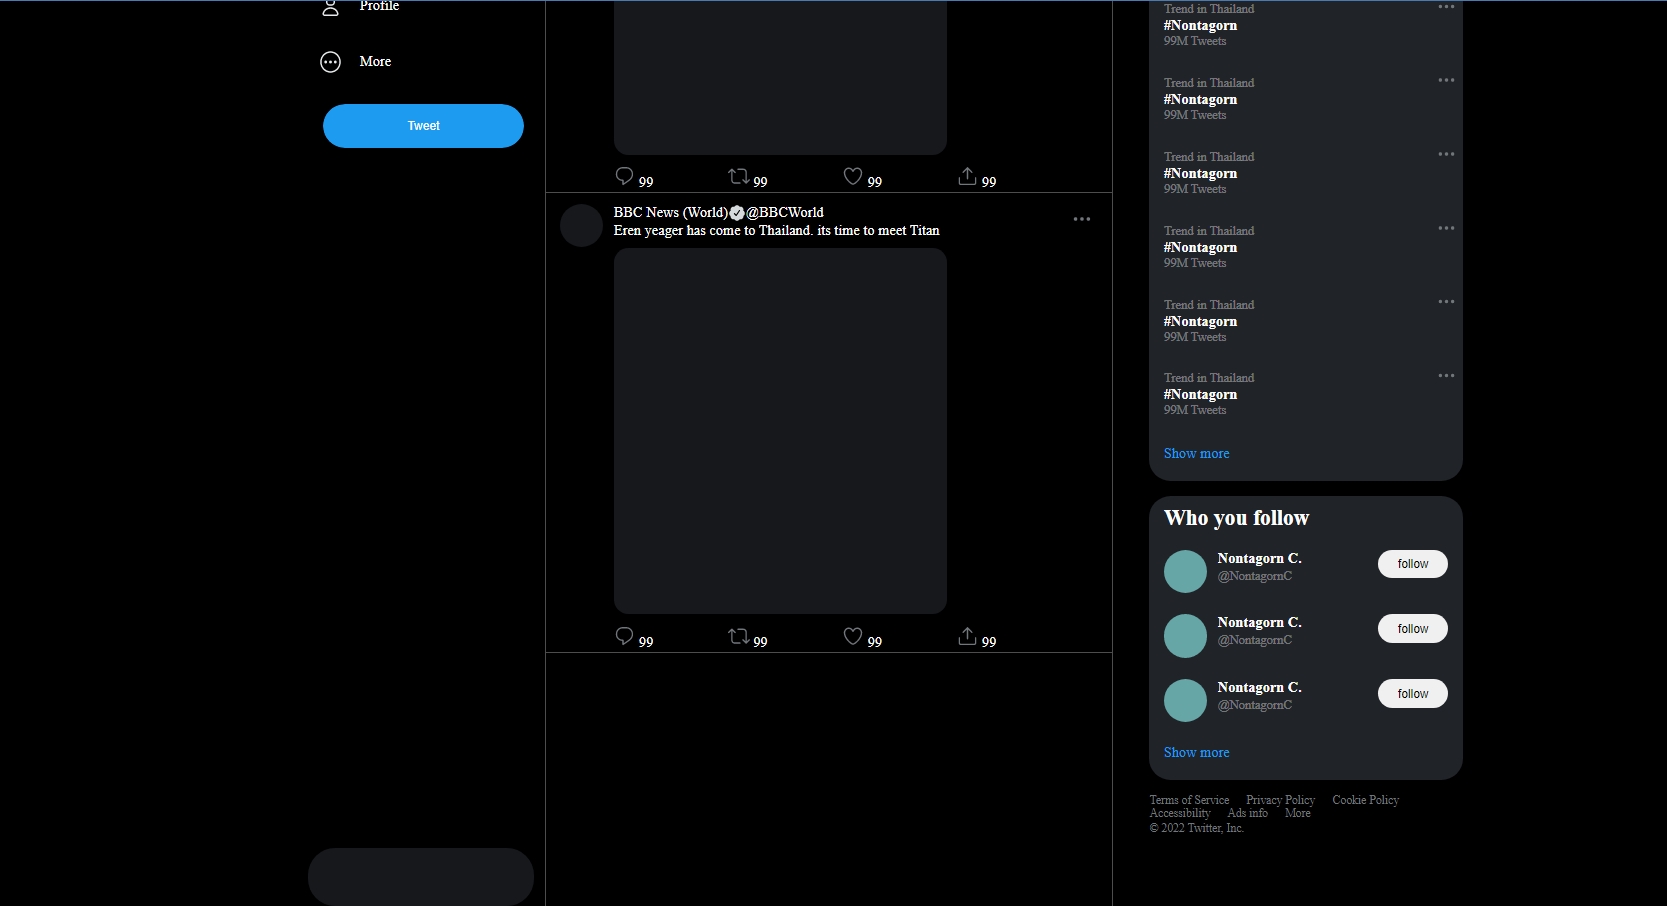 Profile
More
Tweet
99 99 99 99
BBC News (World) @BBCWorld
Eren yeager has come to Thailand. its time to meet Titan
99 99 99 99
Trend in Thailand
#Nontagorn
99M Tweets
Trend in Thailand
#Nontagorn
99M Tweets
Trend in Thailand
#Nontagorn
99M Tweets
Trend in Thailand
#Nontagorn
99M Tweets
Trend in Thailand
#Nontagorn
99M Tweets
Trend in Thailand
#Nontagorn
99M Tweets
Show more
Who you follow
Nontagorn C.
@NontagornC
follow
Nontagorn C.
@NontagornC
follow
Nontagorn C.
@NontagornC
follow
Show more
Terms of Service Privacy Policy Cookie Policy
Accessibility Ads info More
© 2022 Twitter, Inc.